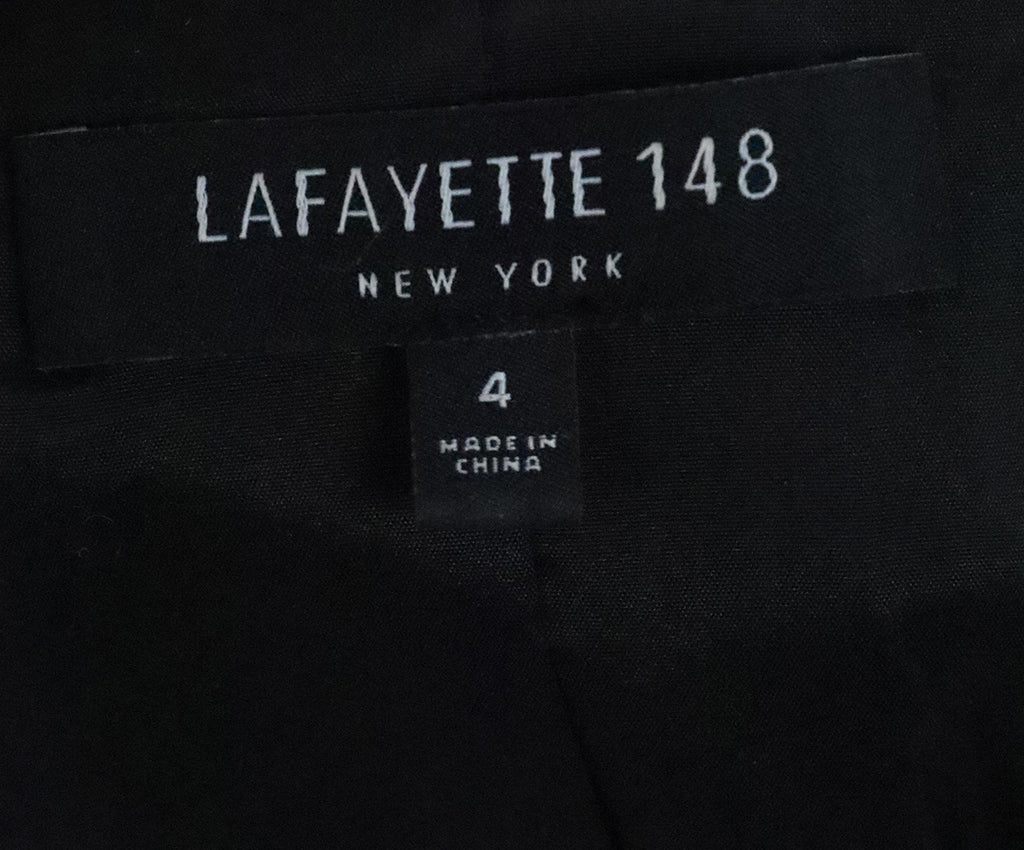 LAFAYETTE 148
NEW YORK
4
MADE IN
CHINA